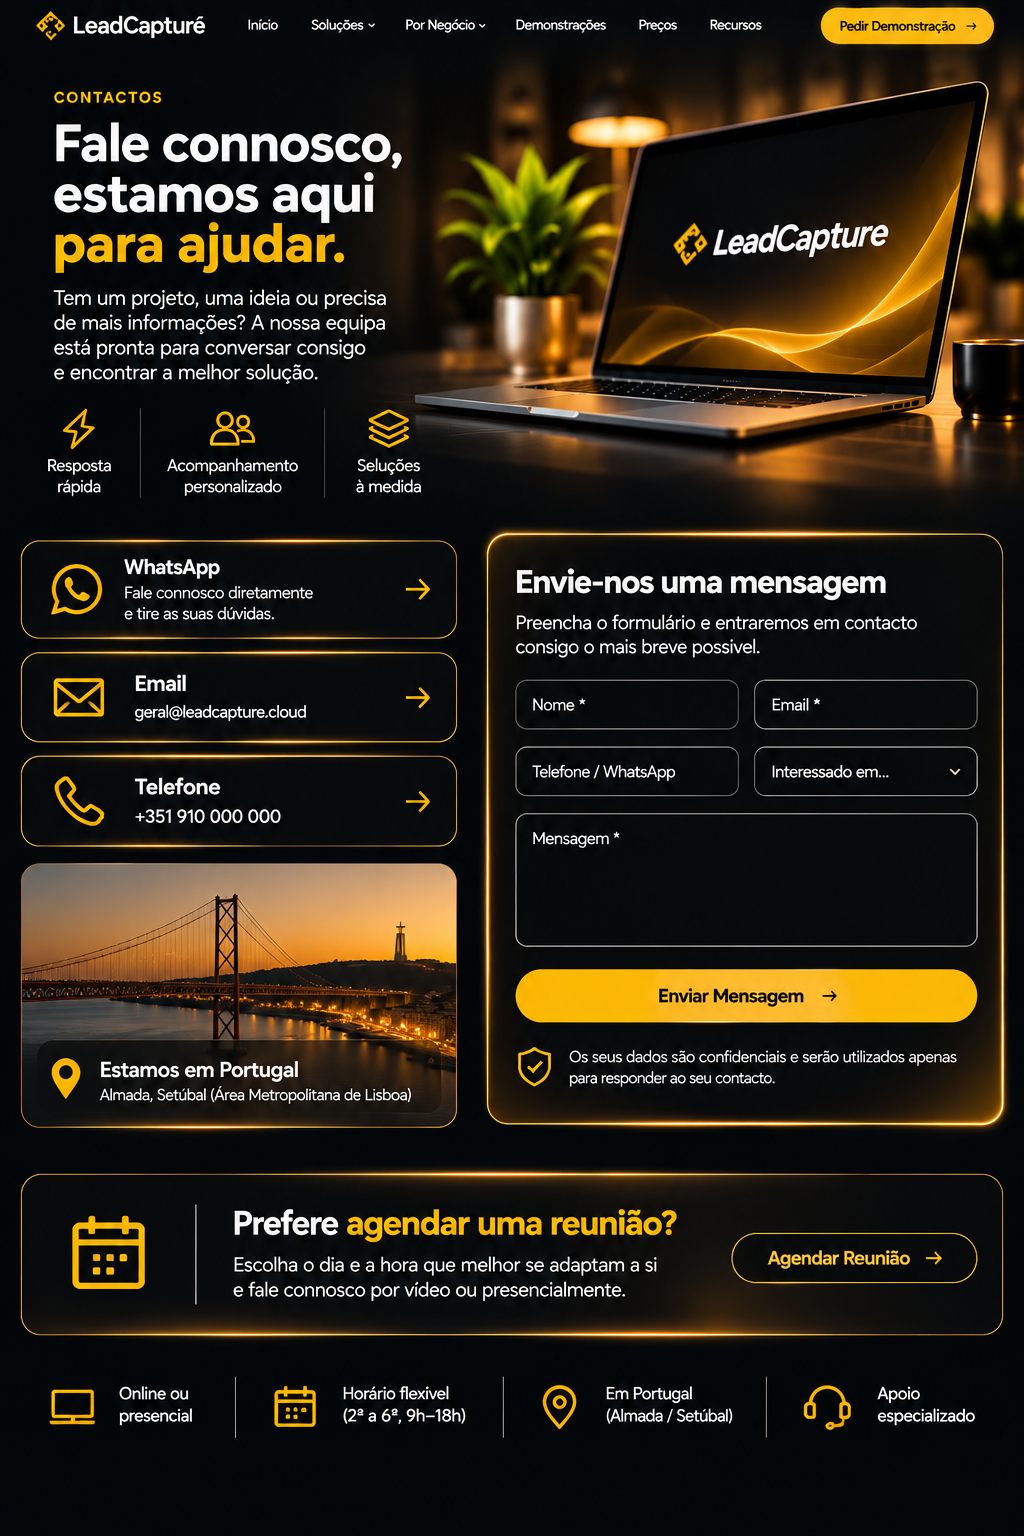 LeadCapturé
Início
Soluções
Por Negócio
Demonstrações
Preços
Recursos
Pedir Demonstração →
CONTACTOS
Fale connosco,
estamos aqui
para ajudar.
Tem um projeto, uma ideia ou precisa
de mais informações? A nossa equipa
está pronta para conversar consigo
e encontrar a melhor solução.
LeadCapture
Resposta
rápida
Acompanhamento
personalizado
Seluções
à medida
WhatsApp
Fale connosco diretamente
e tire as suas dúvidas.
Email
geral@leadcapture.cloud
Telefone
+351 910 000 000
Estamos em Portugal
Almada, Setúbal (Área Metropolitana de Lisboa)
Envie-nos uma mensagem
Preencha o formulário e entraremos em contacto
consigo o mais breve possivel.
Nome *
Email *
Telefone / WhatsApp
Interessado em...
Mensagem *
Enviar Mensagem →
Os seus dados são confidenciais e serão utilizados apenas
para responder ao seu contacto.
Prefere agendar uma reunião?
Escolha o dia e a hora que melhor se adaptam a si
e fale connosco por vídeo ou presencialmente.
Agendar Reunião →
Online ou
presencial
Horário flexivel
(2ª a 6ª, 9h–18h)
Em Portugal
(Almada / Setúbal)
Apoio
especializado